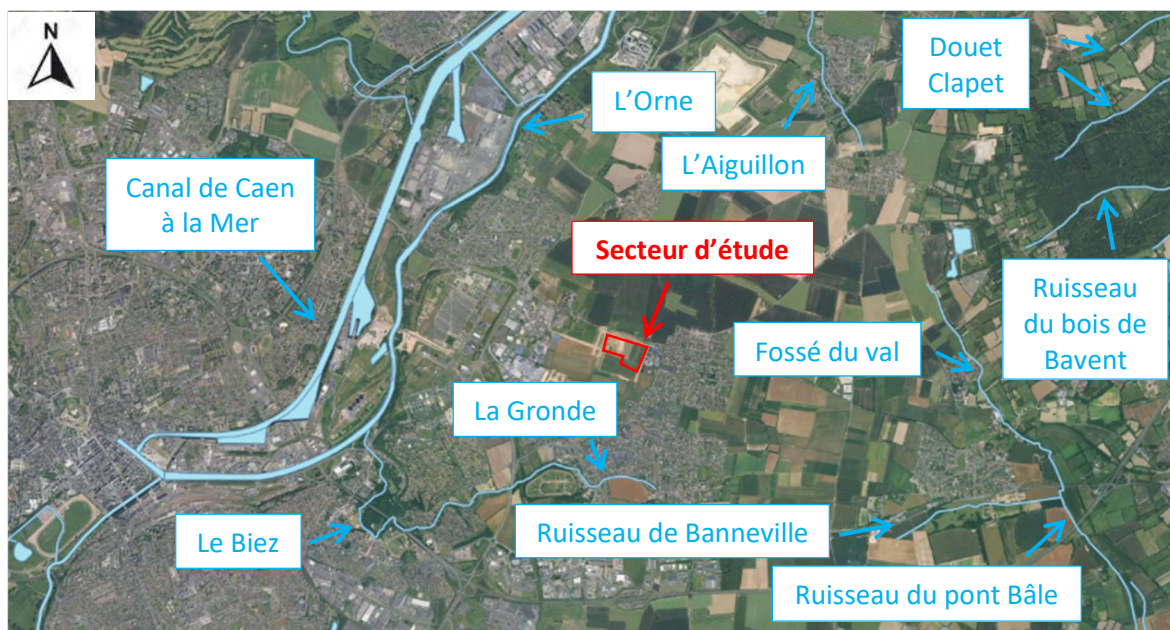 N
Douet
Clapet
L'Orne
L'Aiguillon
Canal de Caen
à la Mer
Secteur d'étude
Ruisseau
du bois de
Bavent
Fossé du val
La Gronde
Le Biez
Ruisseau de Banneville
Ruisseau du pont Bâle